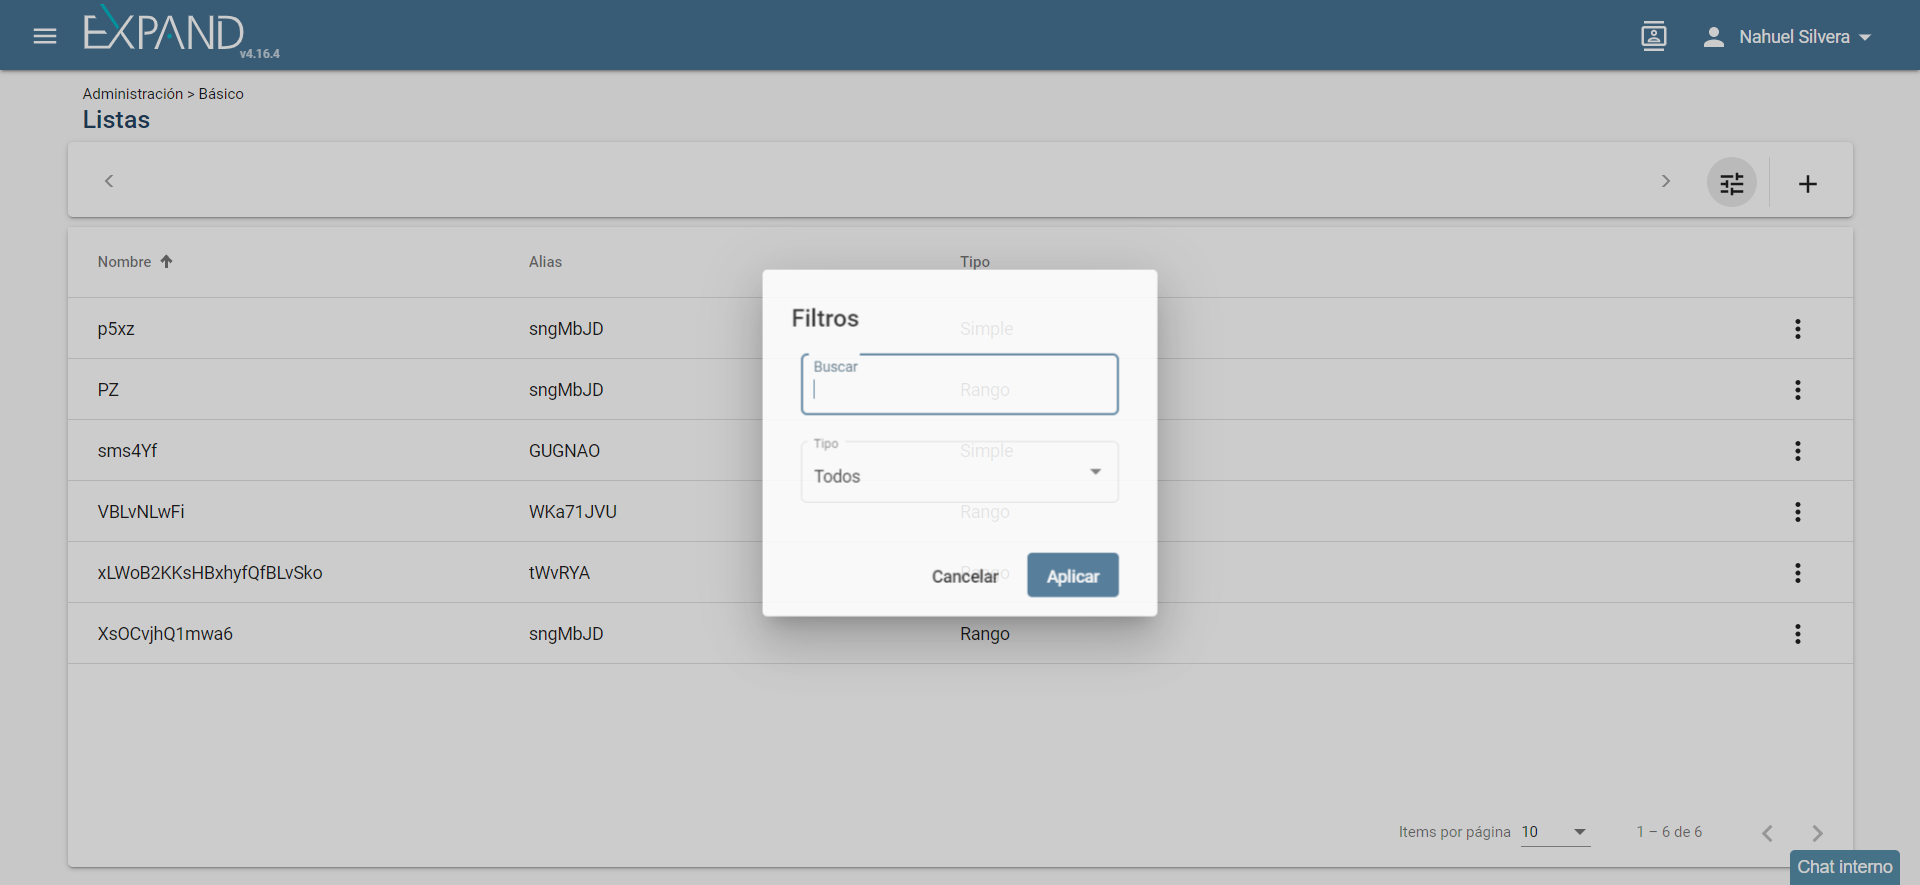 EXPAND
v4.16.4
Nahuel Silvera
Administración > Básico
Listas
Nombre Alias Tipo
Filtros
p5xz sngMbJD Simple
Buscar
PZ sngMbJD Rango
Tipo
sms4Yf GUGNAO Simple
Todos
VBLvNLwFi WKa71JVU Rango
xLWoB2KKsHBxhyfQfBLvSko tWvRYA Rango
Cancelar Aplicar
XsOCvjhQ1mwa6 sngMbJD Rango
Items por página 10 1 – 6 de 6
Chat interno